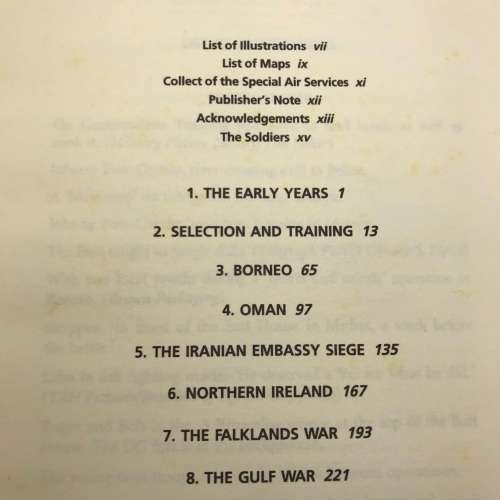 List of Illustrations vii
List of Maps ix
Collect of the Special Air Services xi
Publisher's Note xii
Acknowledgements xiii
The Soldiers xv
1. THE EARLY YEARS 1
2. SELECTION AND TRAINING 13
3. BORNEO 65
4. OMAN 97
5. THE IRANIAN EMBASSY SIEGE 135
6. NORTHERN IRELAND 167
7. THE FALKLANDS WAR 193
8. THE GULF WAR 221